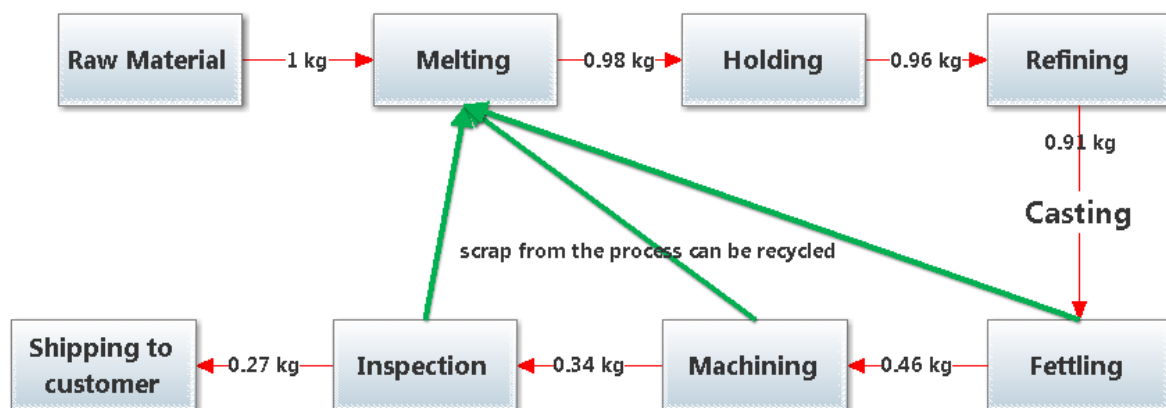 Raw Material
1 kg
Melting
0.98 kg
Holding
0.96 kg
Refining
0.91 kg
Casting
scrap from the process can be recycled
Shipping to
customer
0.27 kg
Inspection
0.34 kg
Machining
0.46 kg
Fettling